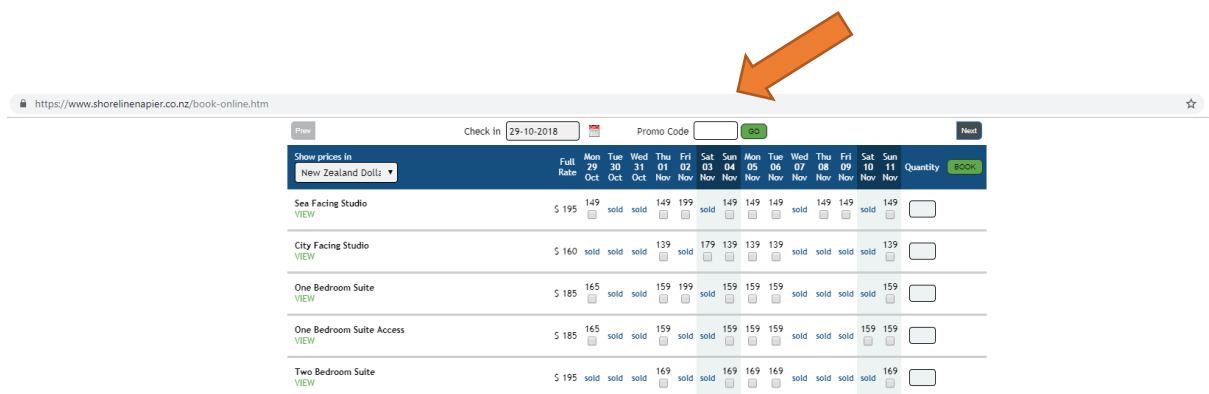 https://www.shorelinenapier.co.nz/book-online.htm
Prev Check in 29-10-2018 Promo Code GO Next
Show prices in Full Mon Tue Wed Thu Fri Sat Sun Mon Tue Wed Thu Fri Sat Sun Quantity BOOK
New Zealand Dolla Rate 29 30 31 01 02 03 04 05 06 07 08 09 10 11
Oct Oct Oct Nov Nov Nov Nov Nov Nov Nov Nov Nov Nov Nov
Sea Facing Studio $ 195 149 sold sold 149 199 sold 149 149 149 sold 149 149 sold 149
VIEW
City Facing Studio $ 160 sold sold sold 139 sold 179 139 139 139 sold sold sold sold 139
VIEW
One Bedroom Suite $ 185 165 sold sold 159 199 sold 159 159 159 sold sold sold sold 159
VIEW
One Bedroom Suite Access $ 185 165 sold sold 159 sold sold 159 159 159 sold sold sold 159 159
VIEW
Two Bedroom Suite $ 195 sold sold sold 169 sold sold 169 169 169 sold sold sold sold 169
VIEW